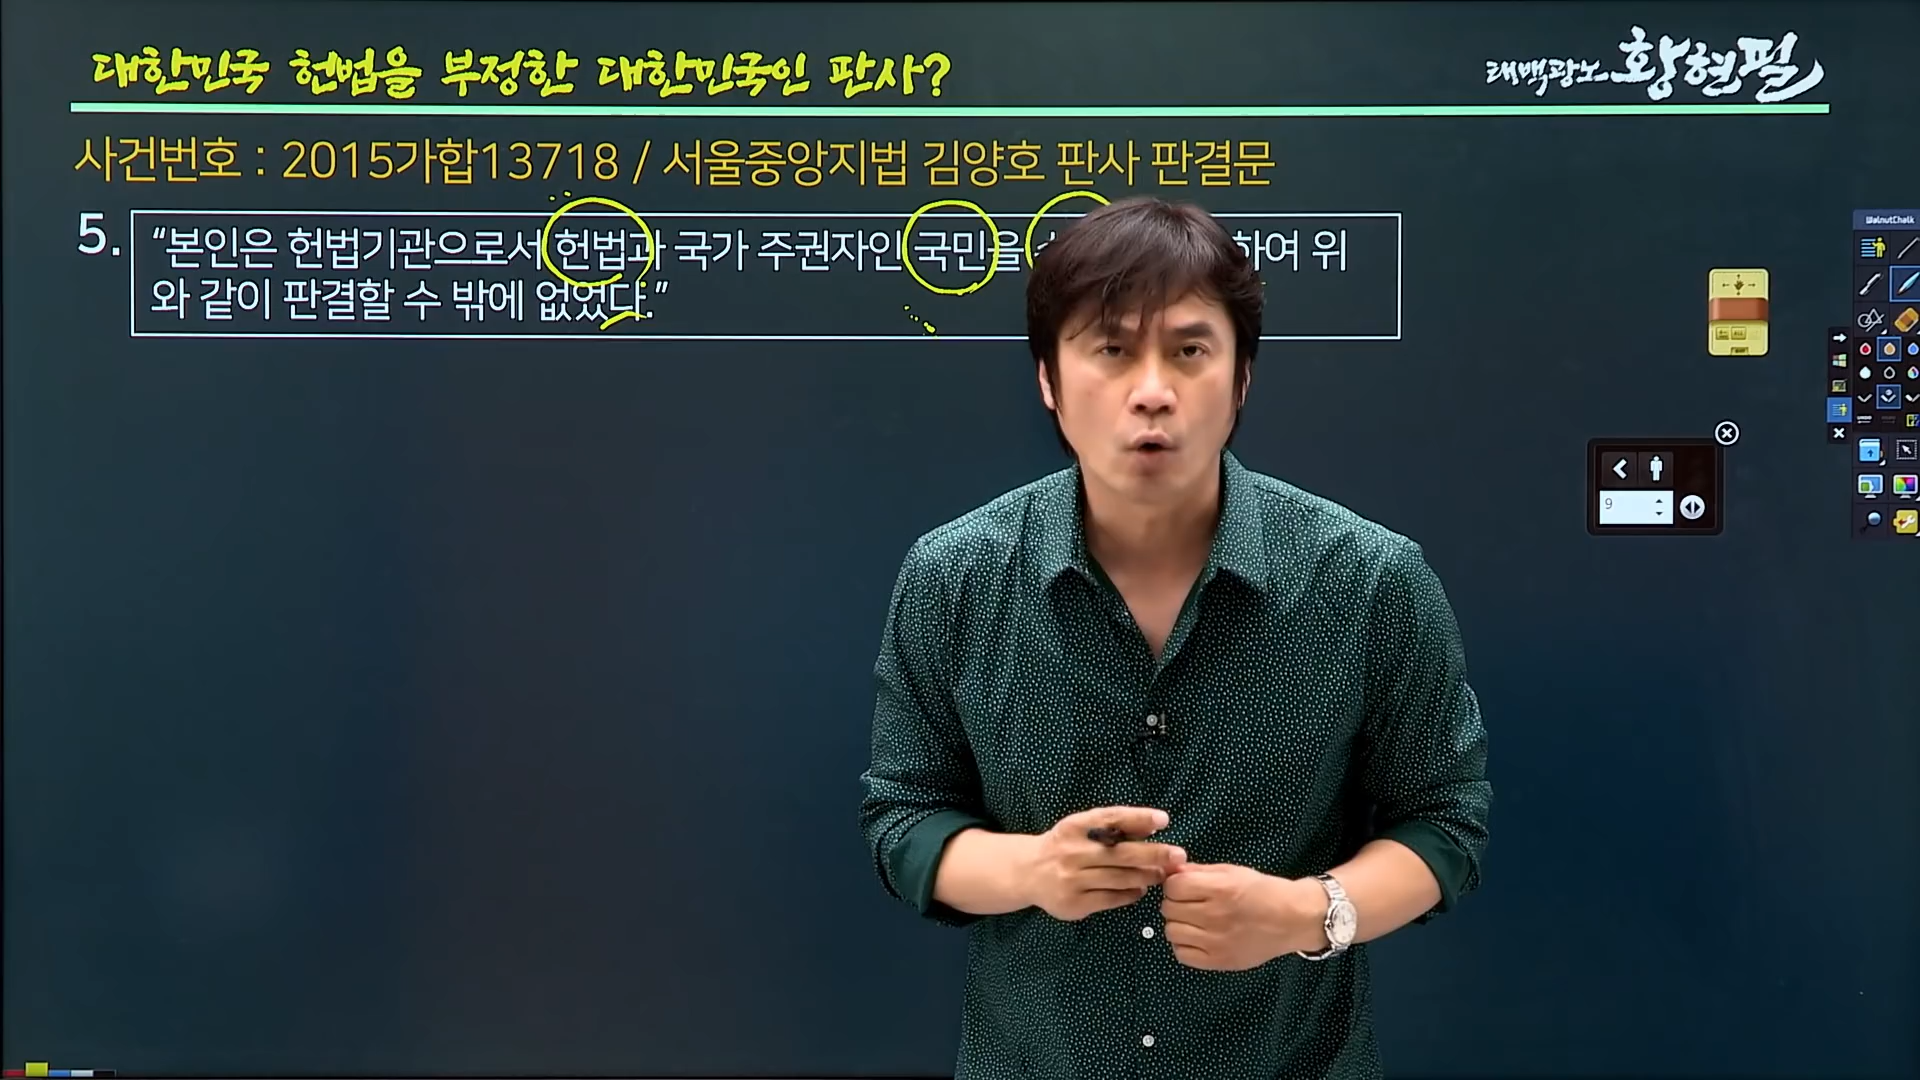 대한민국 헌법을 부정한 대한민국인 판사?
태백광노 황현필
사건번호 : 2015가합13718 / 서울중앙지법 김양호 판사 판결문
5. “본인은 헌법기관으로서 헌법과 국가 주권자인 국민을 하여 위
와 같이 판결할 수 밖에 없었다.”
WalnutChalk
9